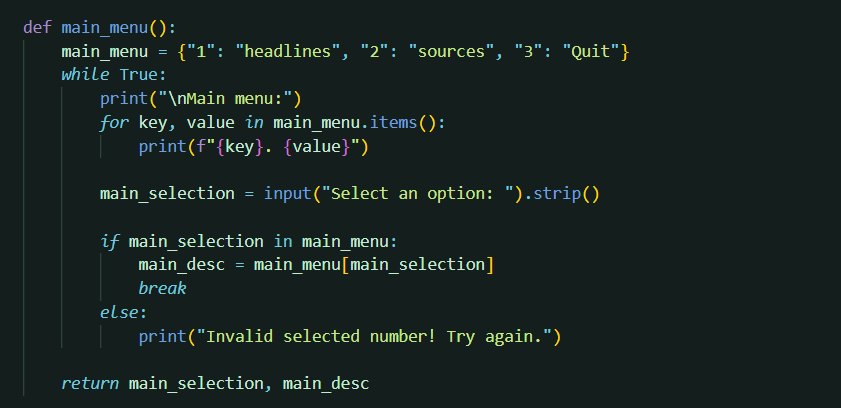 def main_menu():
    main_menu = {"1": "headlines", "2": "sources", "3": "Quit"}
    while True:
        print("\nMain menu:")
        for key, value in main_menu.items():
            print(f"{key}. {value}")

        main_selection = input("Select an option: ").strip()

        if main_selection in main_menu:
            main_desc = main_menu[main_selection]
            break
        else:
            print("Invalid selected number! Try again.")

    return main_selection, main_desc